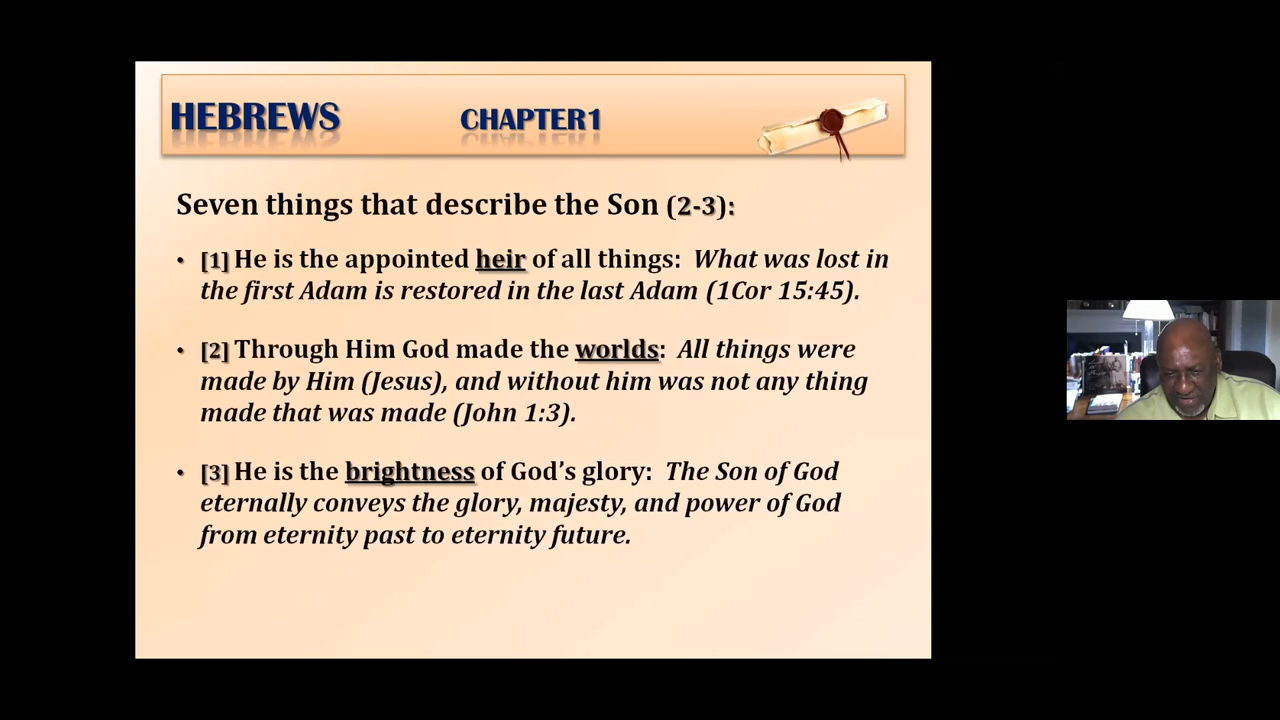 HEBREWS CHAPTER1
Seven things that describe the Son (2-3):
• [1] He is the appointed heir of all things: What was lost in
the first Adam is restored in the last Adam (1Cor 15:45).
• [2] Through Him God made the worlds: All things were
made by Him (Jesus), and without him was not any thing
made that was made (John 1:3).
• [3] He is the brightness of God’s glory: The Son of God
eternally conveys the glory, majesty, and power of God
from eternity past to eternity future.